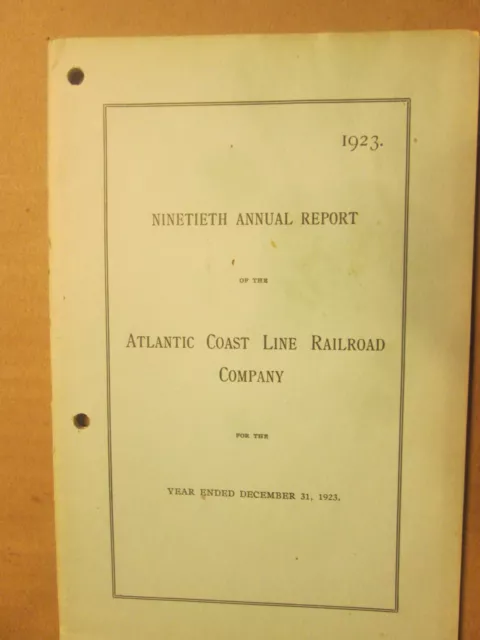 1923.
NINETIETH ANNUAL REPORT
OF THE
ATLANTIC COAST LINE RAILROAD
COMPANY
FOR THE
YEAR ENDED DECEMBER 31, 1923.